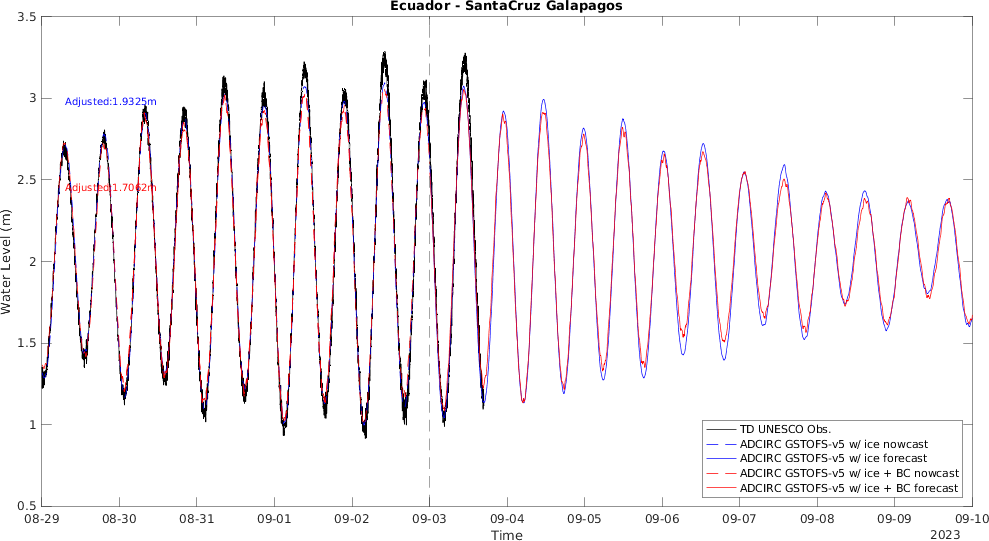 Ecuador - SantaCruz Galapagos
3.5
3
2.5
2
1.5
1
0.5
Water Level (m)
Adjusted:1.9325m
Adjusted:1.7062m
TD UNESCO Obs.
ADCIRC GSTOFS-v5 w/ ice nowcast
ADCIRC GSTOFS-v5 w/ ice forecast
ADCIRC GSTOFS-v5 w/ ice + BC nowcast
ADCIRC GSTOFS-v5 w/ ice + BC forecast
08-29 08-30 08-31 09-01 09-02 09-03 09-04 09-05 09-06 09-07 09-08 09-09 09-10
Time
2023